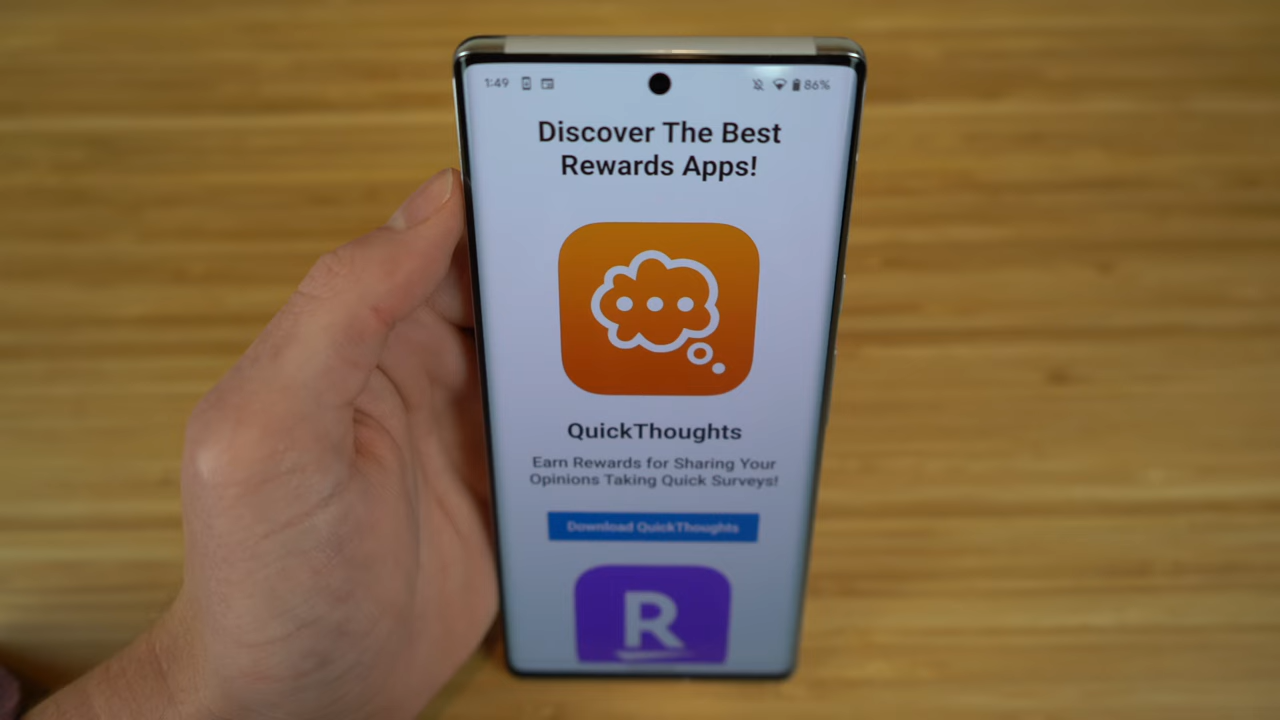 1:49 86%
Discover The Best
Rewards Apps!
QuickThoughts
Earn Rewards for Sharing Your
Opinions Taking Quick Surveys!
Download QuickThoughts
R